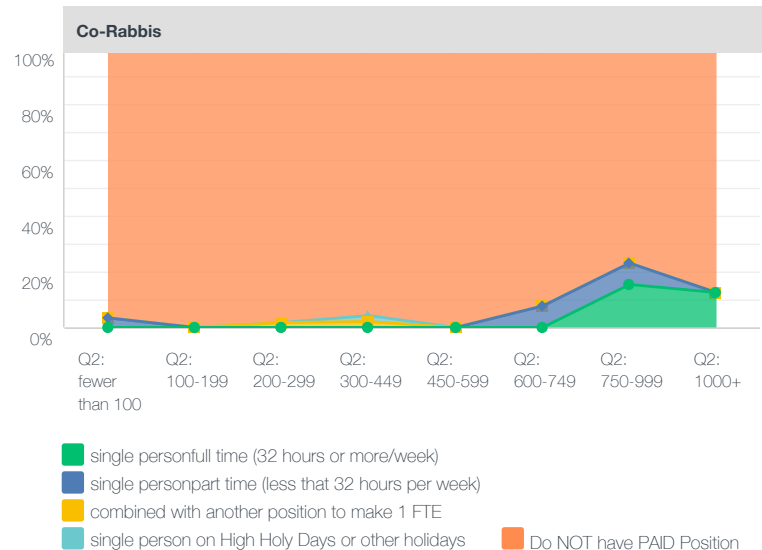 Co-Rabbis
100%
80%
60%
40%
20%
0%
Q2: fewer than 100
Q2: 100-199
Q2: 200-299
Q2: 300-449
Q2: 450-599
Q2: 600-749
Q2: 750-999
Q2: 1000+
single personfull time (32 hours or more/week)
single personpart time (less that 32 hours per week)
combined with another position to make 1 FTE
single person on High Holy Days or other holidays
Do NOT have PAID Position